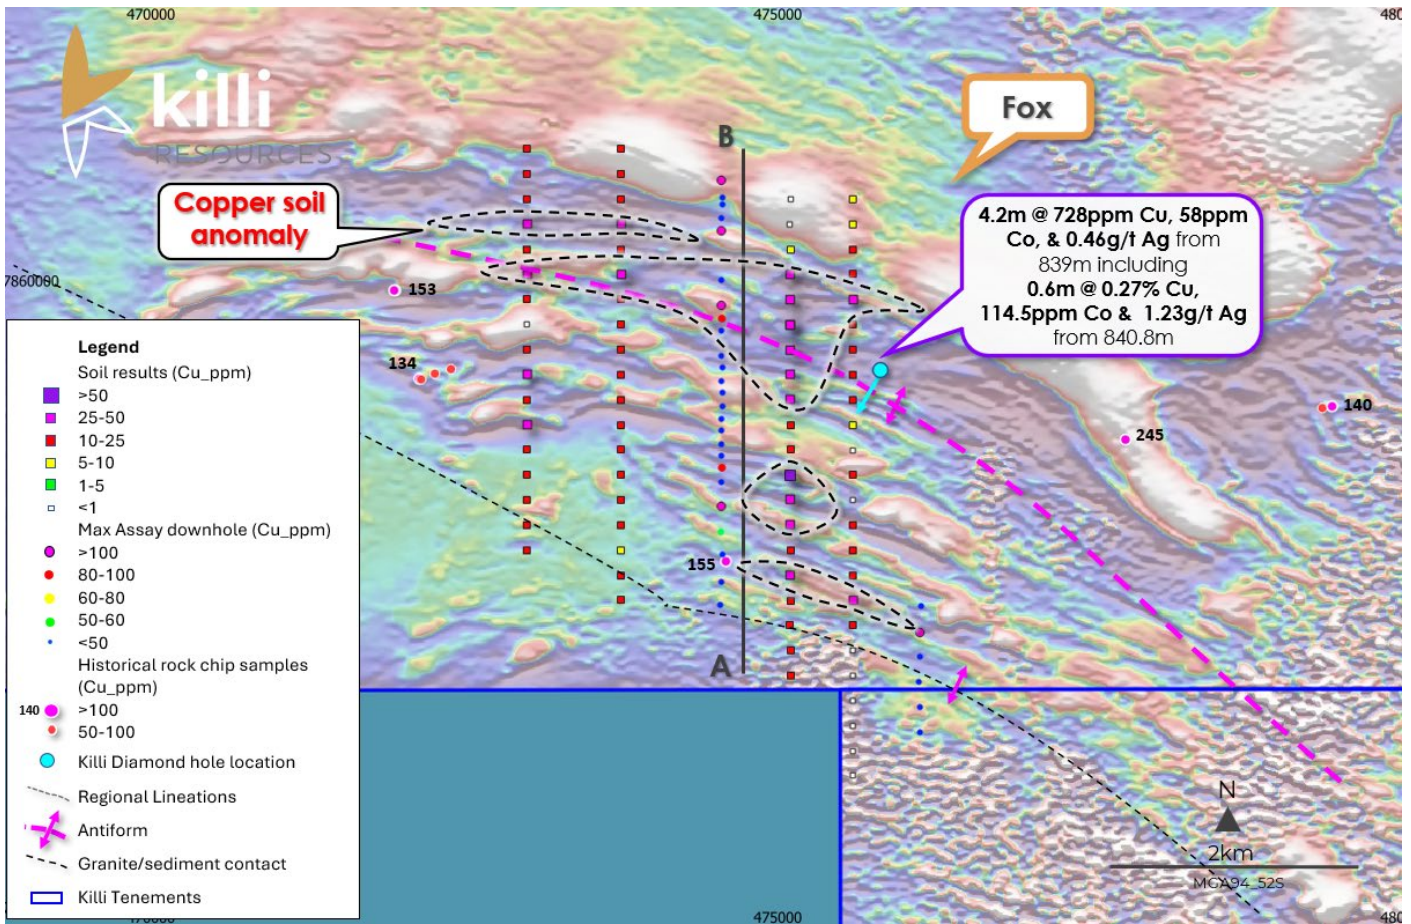 470000
475000
480
killi
RESOURCES
B
Fox
Copper soil
anomaly
4.2m @ 728ppm Cu, 58ppm
Co, & 0.46g/t Ag from
839m including
0.6m @ 0.27% Cu,
114.5ppm Co & 1.23g/t Ag
from 840.8m
7860000
153
134
140
245
155
A
Legend
Soil results (Cu_ppm)
>50
25-50
10-25
5-10
1-5
<1
Max Assay downhole (Cu_ppm)
>100
80-100
60-80
50-60
<50
Historical rock chip samples
(Cu_ppm)
140 >100
50-100
Killi Diamond hole location
Regional Lineations
Antiform
Granite/sediment contact
Killi Tenements
N
2km
MGA94_52S
470000
475000
480